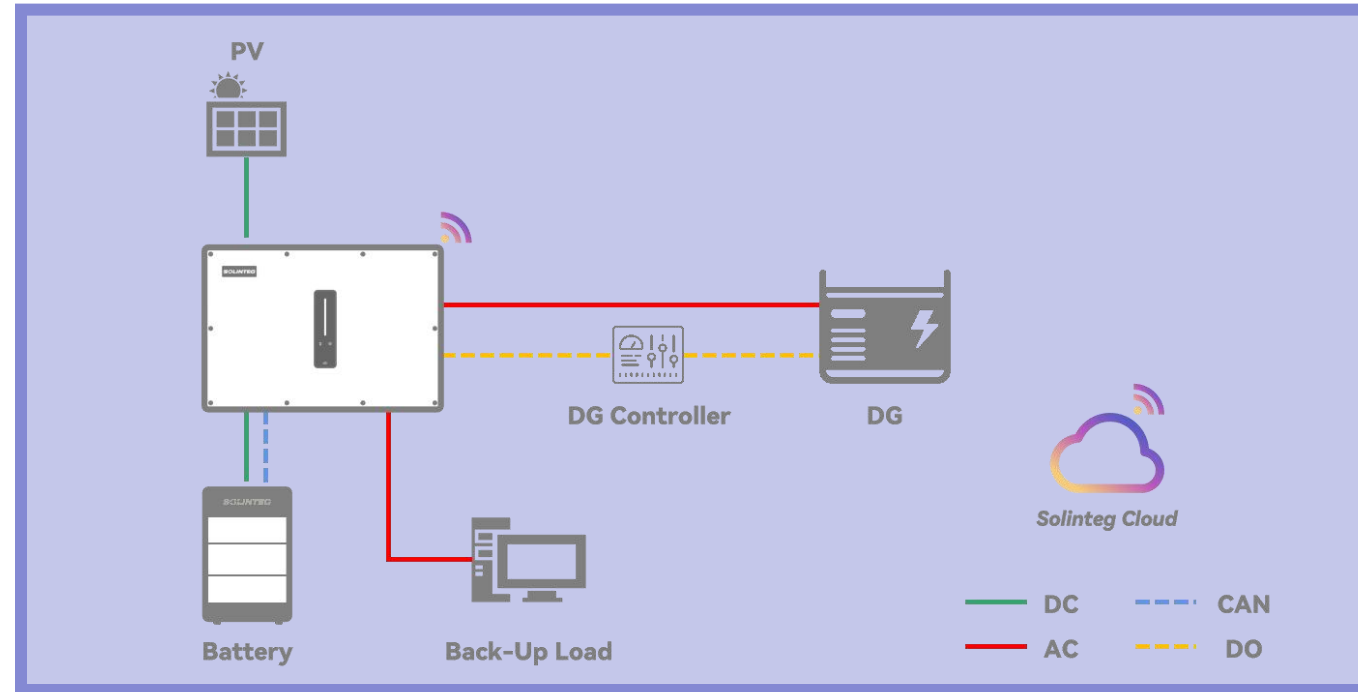 PV
SOLINTEG
DG Controller
DG
SOLINTEG
Solinteg Cloud
Battery
Back-Up Load
DC
CAN
AC
DO